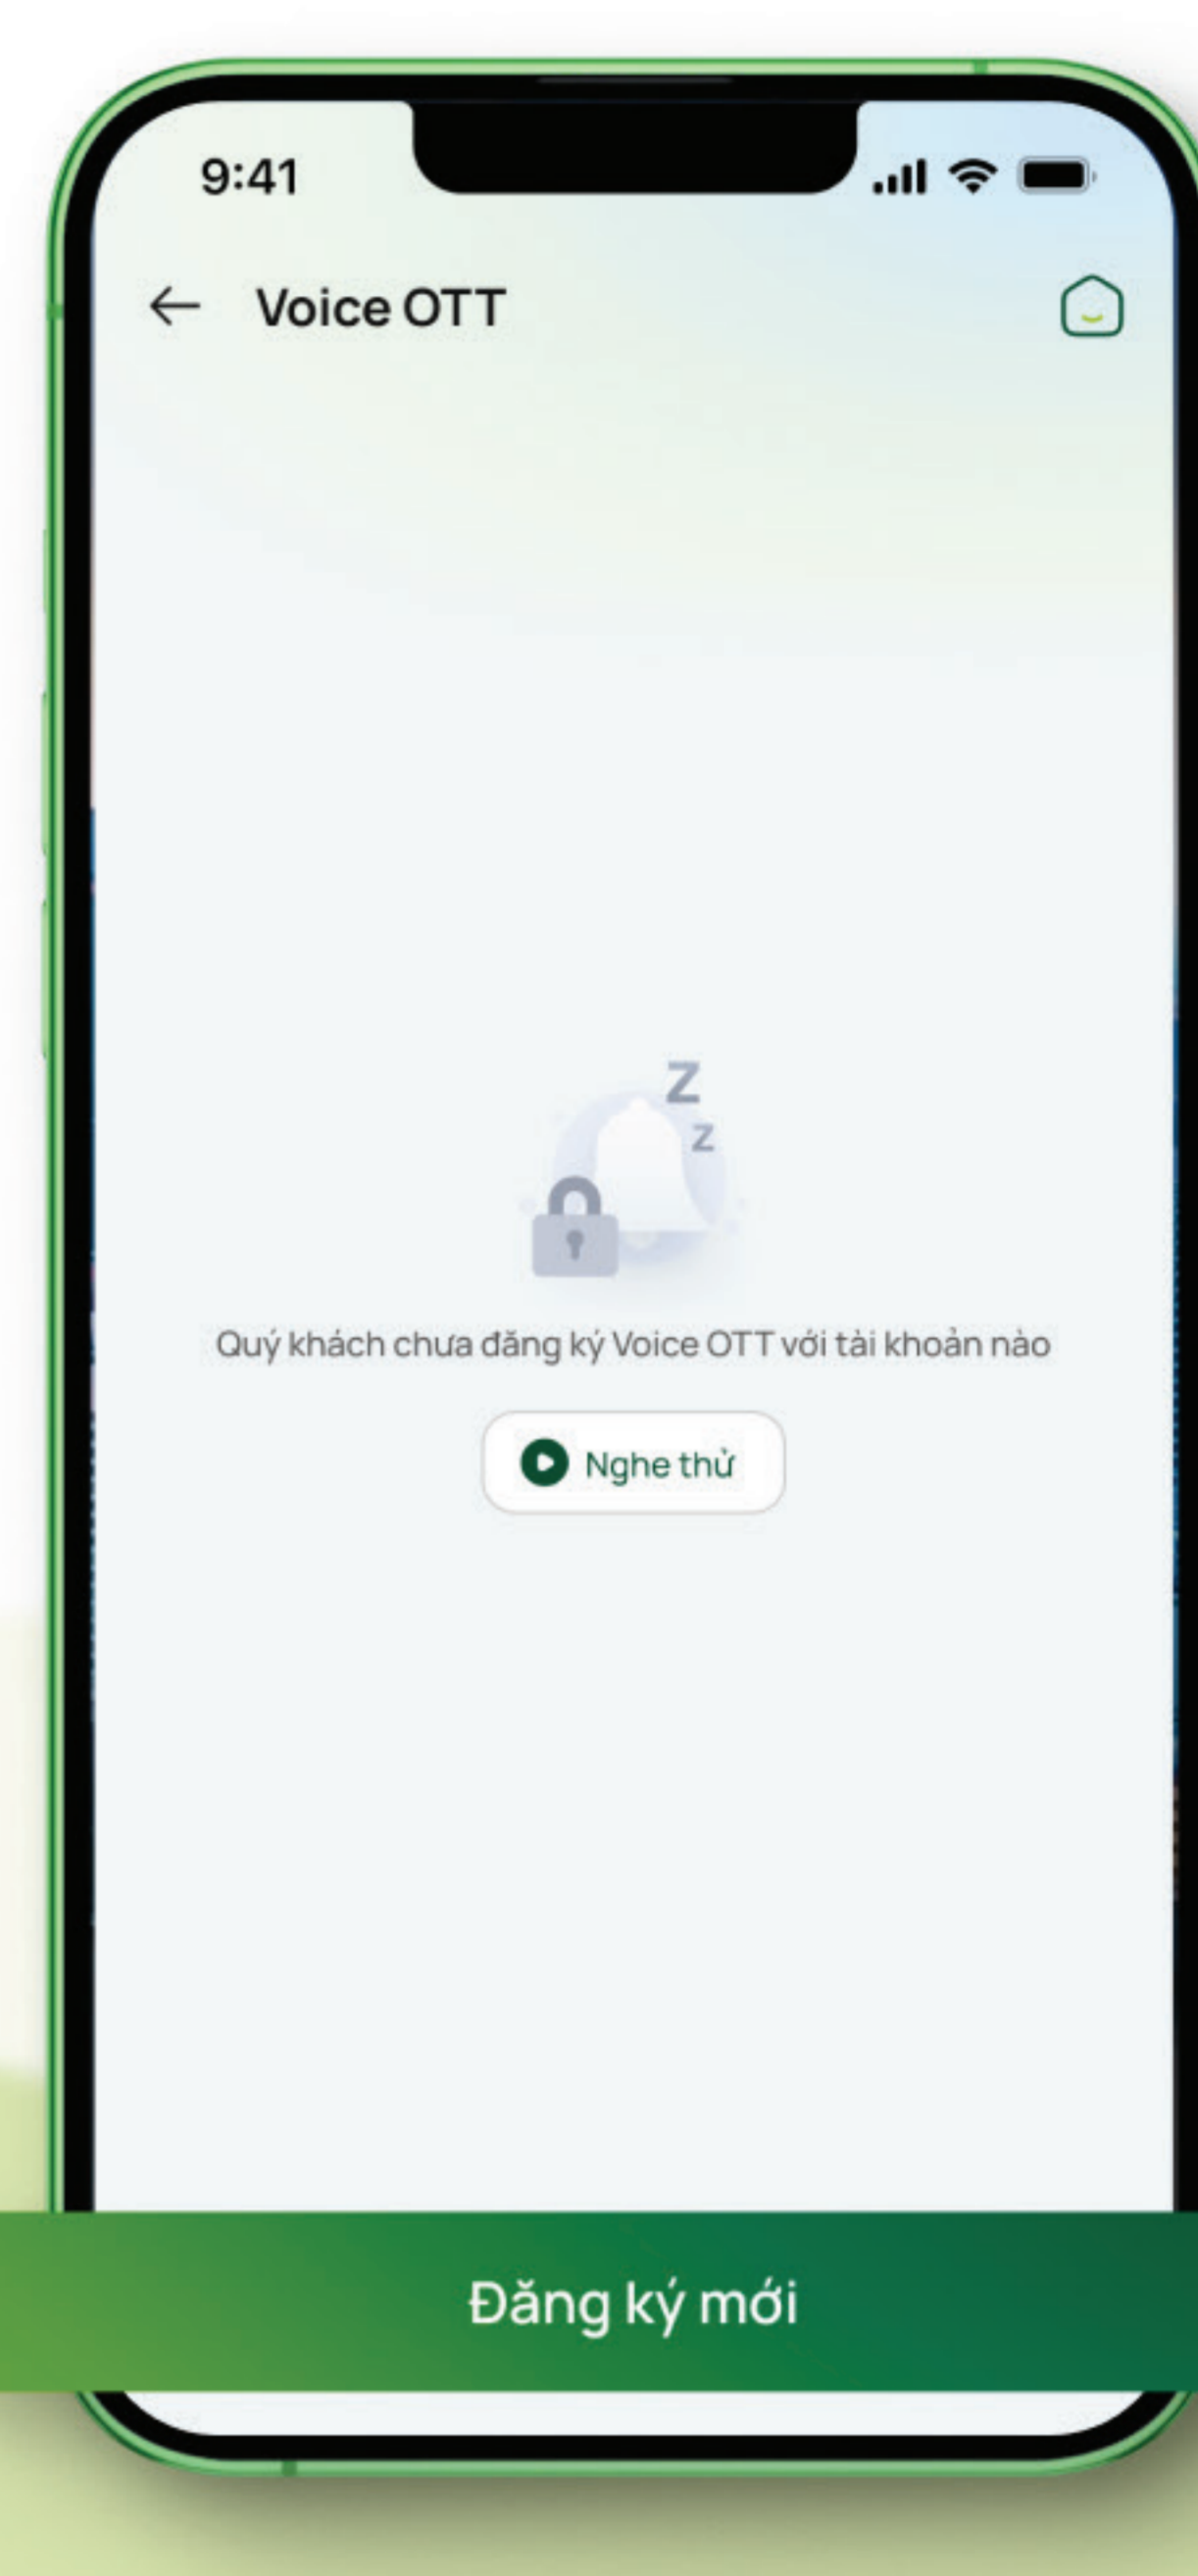 9:41
Voice OTT
Z
z
Quý khách chưa đăng ký Voice OTT với tài khoản nào
Nghe thử
Đăng ký mới